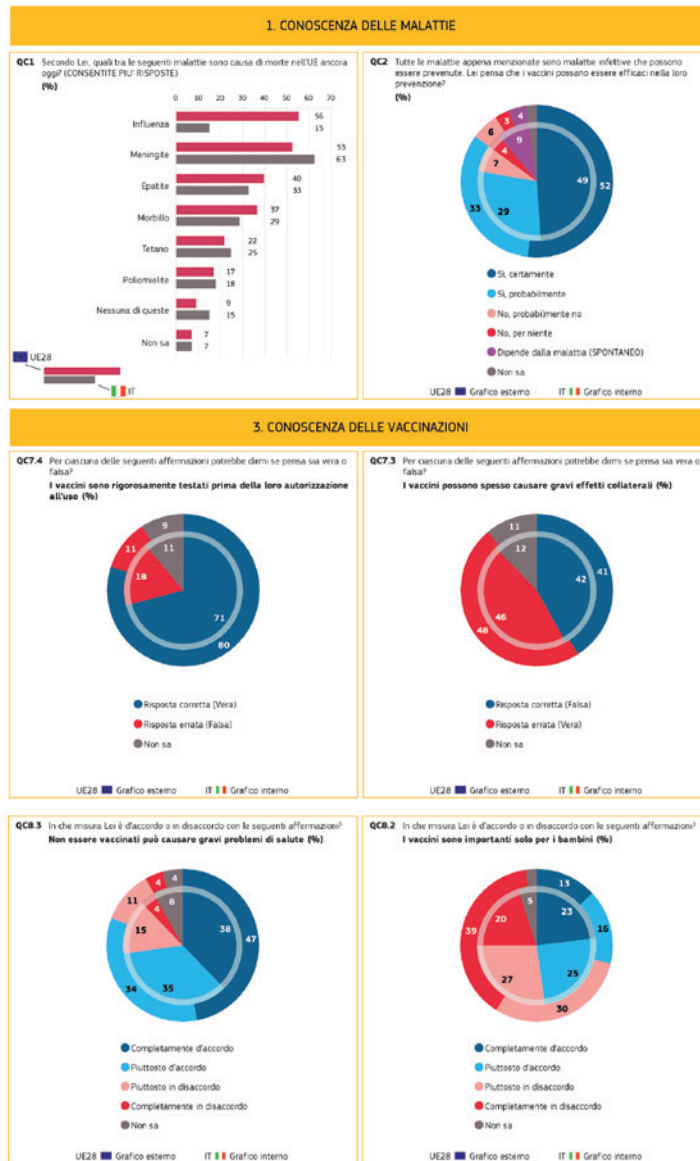 1. CONOSCENZA DELLE MALATTIE
QC1 Secondo Lei, quali tra le seguenti malattie sono causa di morte nell'UE ancora
oggi? (CONSENTITE PIU' RISPOSTE)
(%)
0 10 20 30 40 50 60 70
Influenza 56
15
Meningite 53
63
Epatite 40
33
Morbillo 37
29
Tetano 22
25
Poliomielite 17
18
Nessuna di queste 9
15
Non sa 7
7
UE28
IT
QC2 Tutte le malattie appena menzionate sono malattie infettive che possono
essere prevenute. Lei pensa che i vaccini possano essere efficaci nella loro
prevenzione?
(%)
6 3 4
7 4 9
49 52
33 29
Sì, certamente
Sì, probabilmente
No, probabilmente no
No, per niente
Dipende dalla malattia (SPONTANEO)
Non sa
UE28 Grafico esterno IT Grafico interno
3. CONOSCENZA DELLE VACCINAZIONI
QC7.4 Per ciascuna delle seguenti affermazioni potrebbe dirmi se pensa sia vera o
falsa?
I vaccini sono rigorosamente testati prima della loro autorizzazione
all'uso (%)
9
11 11
18
71
80
Risposta corretta (Vera)
Risposta errata (Falsa)
Non sa
UE28 Grafico esterno IT Grafico interno
QC7.3 Per ciascuna delle seguenti affermazioni potrebbe dirmi se pensa sia vera o
falsa?
I vaccini possono spesso causare gravi effetti collaterali (%)
11
12
42 41
46
48
Risposta corretta (Falsa)
Risposta errata (Vera)
Non sa
UE28 Grafico esterno IT Grafico interno
QC8.3 In che misura Lei è d'accordo o in disaccordo con le seguenti affermazioni?
Non essere vaccinati può causare gravi problemi di salute (%)
4 4
11 4 8
15 38 47
34 35
Completamente d'accordo
Piuttosto d'accordo
Piuttosto in disaccordo
Completamente in disaccordo
Non sa
UE28 Grafico esterno IT Grafico interno
QC8.2 In che misura Lei è d'accordo o in disaccordo con le seguenti affermazioni?
I vaccini sono importanti solo per i bambini (%)
13
5
20 23
39 16
27 25
30
Completamente d'accordo
Piuttosto d'accordo
Piuttosto in disaccordo
Completamente in disaccordo
Non sa
UE28 Grafico esterno IT Grafico interno